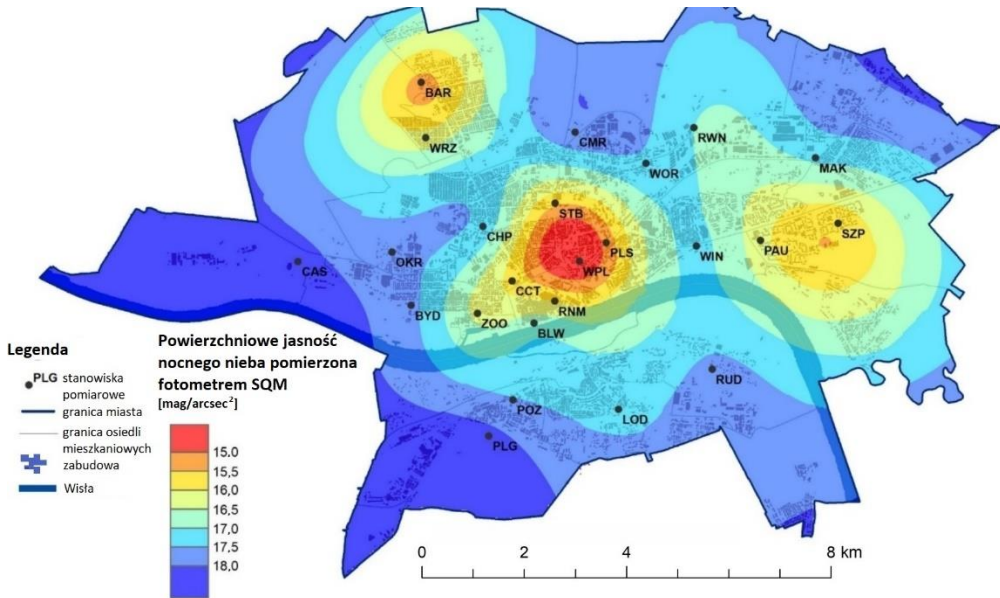 BAR
WRZ
CMR
RWN
WOR
MAK
STB
CHP
SZP
PLS
PAU
WIN
OKR
WPL
CAS
CCT
BYD
RNM
ZOO
BLW
RUD
POZ
LOD
PLG
Legenda
PLG stanowiska
pomiarowe
granica miasta
granica osiedli
mieszkaniowych
zabudowa
Wisła
Powierzchniowe jasność
nocnego nieba pomierzona
fotometrem SQM
[mag/arcsec²]
15,0
15,5
16,0
16,5
17,0
17,5
18,0
0 2 4 8 km